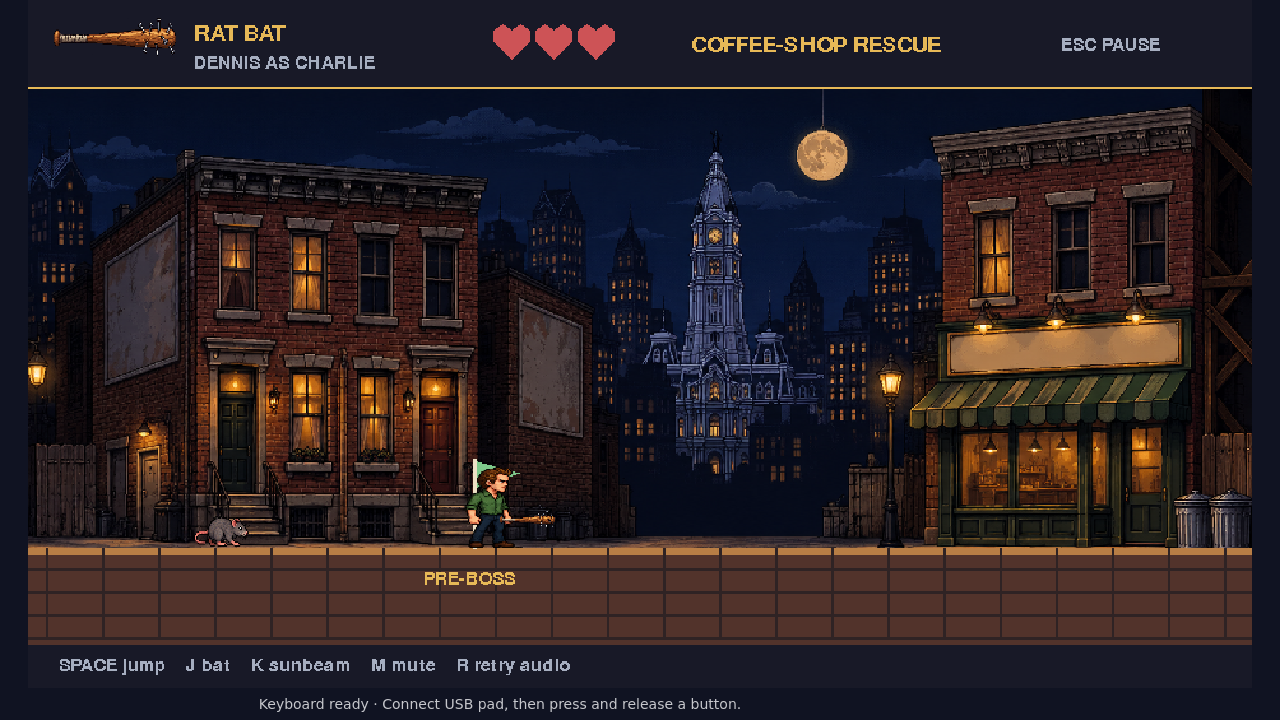 RAT BAT
DENNIS AS CHARLIE
COFFEE-SHOP RESCUE
ESC PAUSE
PRE-BOSS
SPACE jump J bat K sunbeam M mute R retry audio
Keyboard ready · Connect USB pad, then press and release a button.